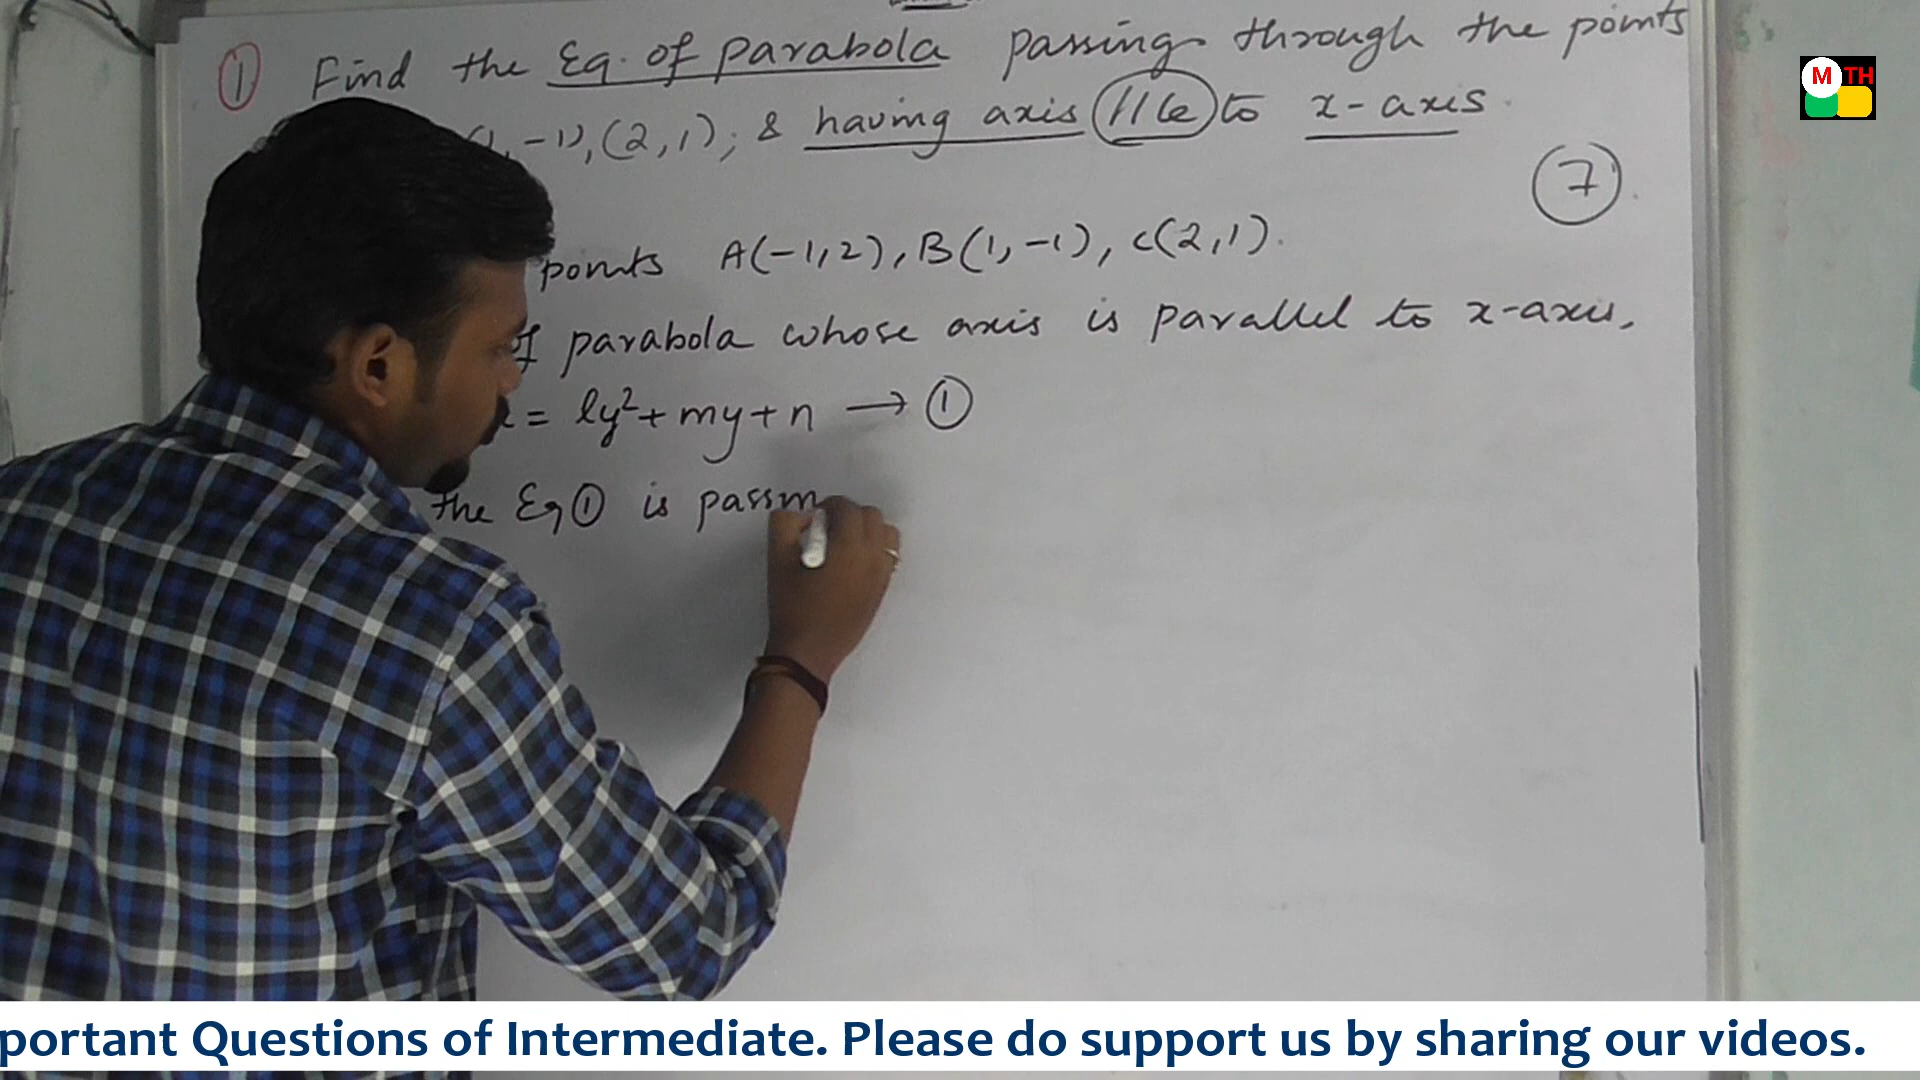 ① Find the Eq. of parabola passing through the points
, -1), (2, 1); & having axis //le to x-axis.
7
points A(-1, 2), B(1, -1), C(2, 1).
parabola whose axis is parallel to x-axis,
= ly² + my + n → ①
the Eq ① is passin
M TH
portant Questions of Intermediate. Please do support us by sharing our videos.